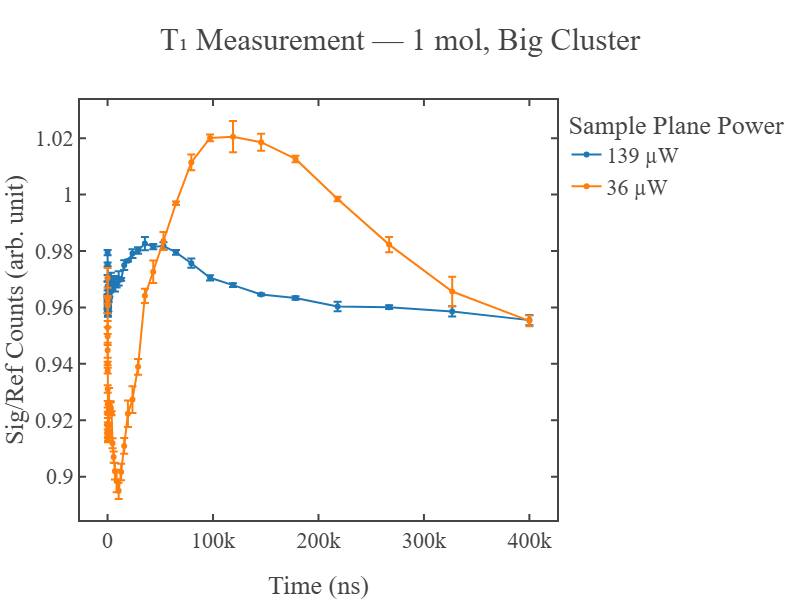 T₁ Measurement — 1 mol, Big Cluster
Sig/Ref Counts (arb. unit)
1.02
1
0.98
0.96
0.94
0.92
0.9
0
100k
200k
300k
400k
Time (ns)
Sample Plane Power
139 µW
36 µW